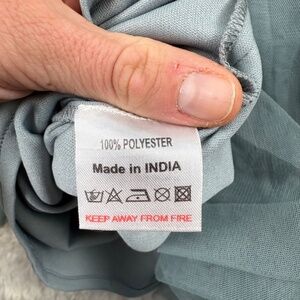 100% POLYESTER
Made in INDIA
KEEP AWAY FROM FIRE